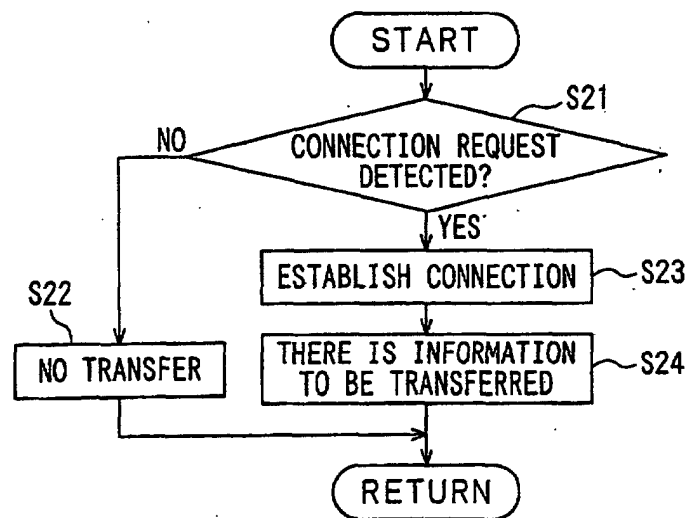 START
S21
NO
CONNECTION REQUEST
DETECTED?
YES
ESTABLISH CONNECTION
S23
S22
NO TRANSFER
THERE IS INFORMATION
TO BE TRANSFERRED
S24
RETURN